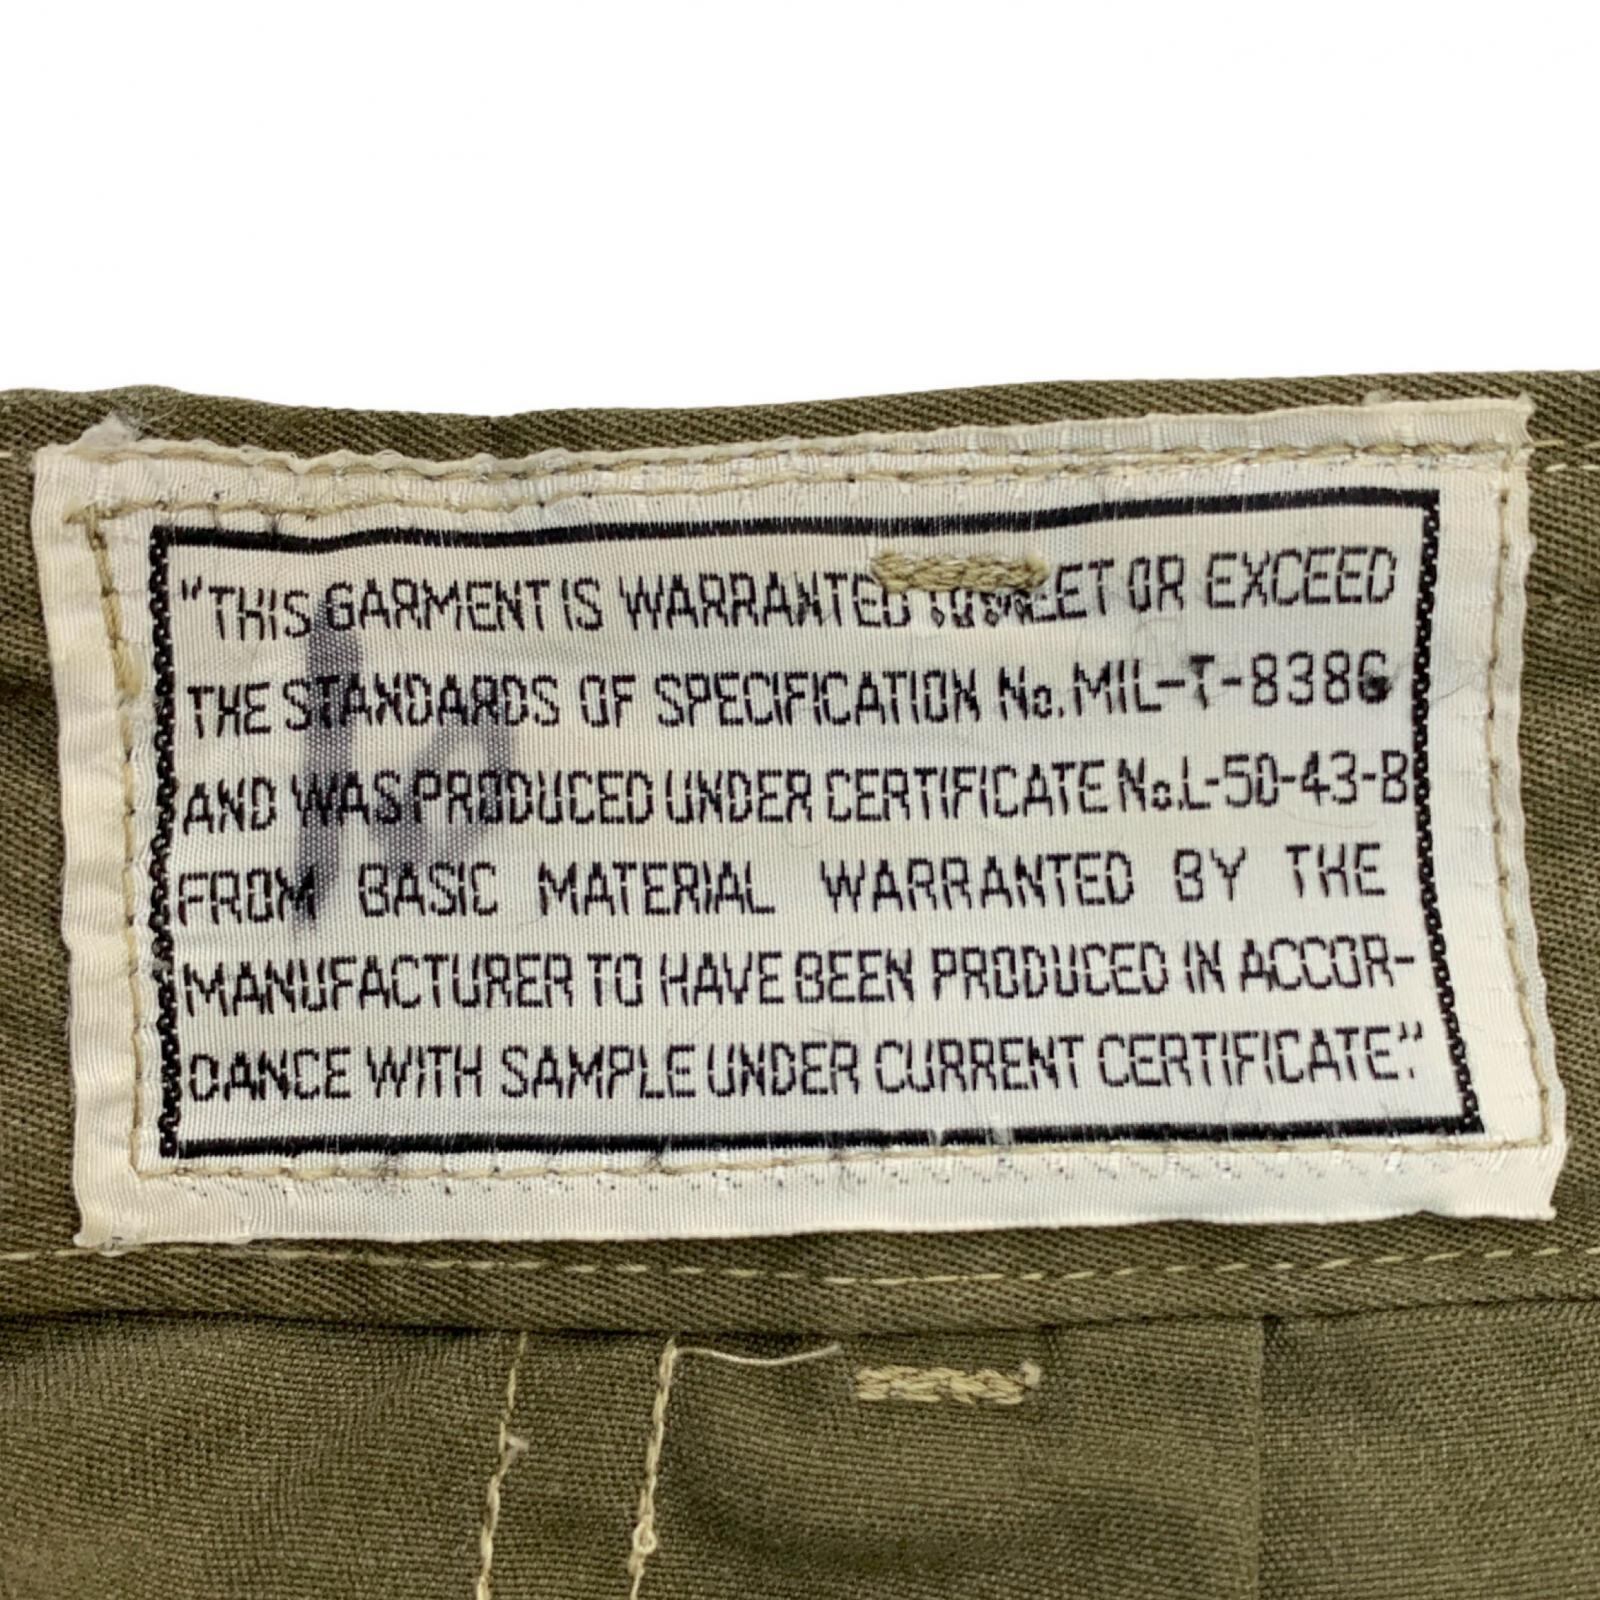 "THIS GARMENT IS WARRANTED TO MEET OR EXCEED
THE STANDARDS OF SPECIFICATION No. MIL-T-8386
AND WAS PRODUCED UNDER CERTIFICATE No. L-50-43-B
FROM BASIC MATERIAL WARRANTED BY THE
MANUFACTURER TO HAVE BEEN PRODUCED IN ACCOR-
DANCE WITH SAMPLE UNDER CURRENT CERTIFICATE."